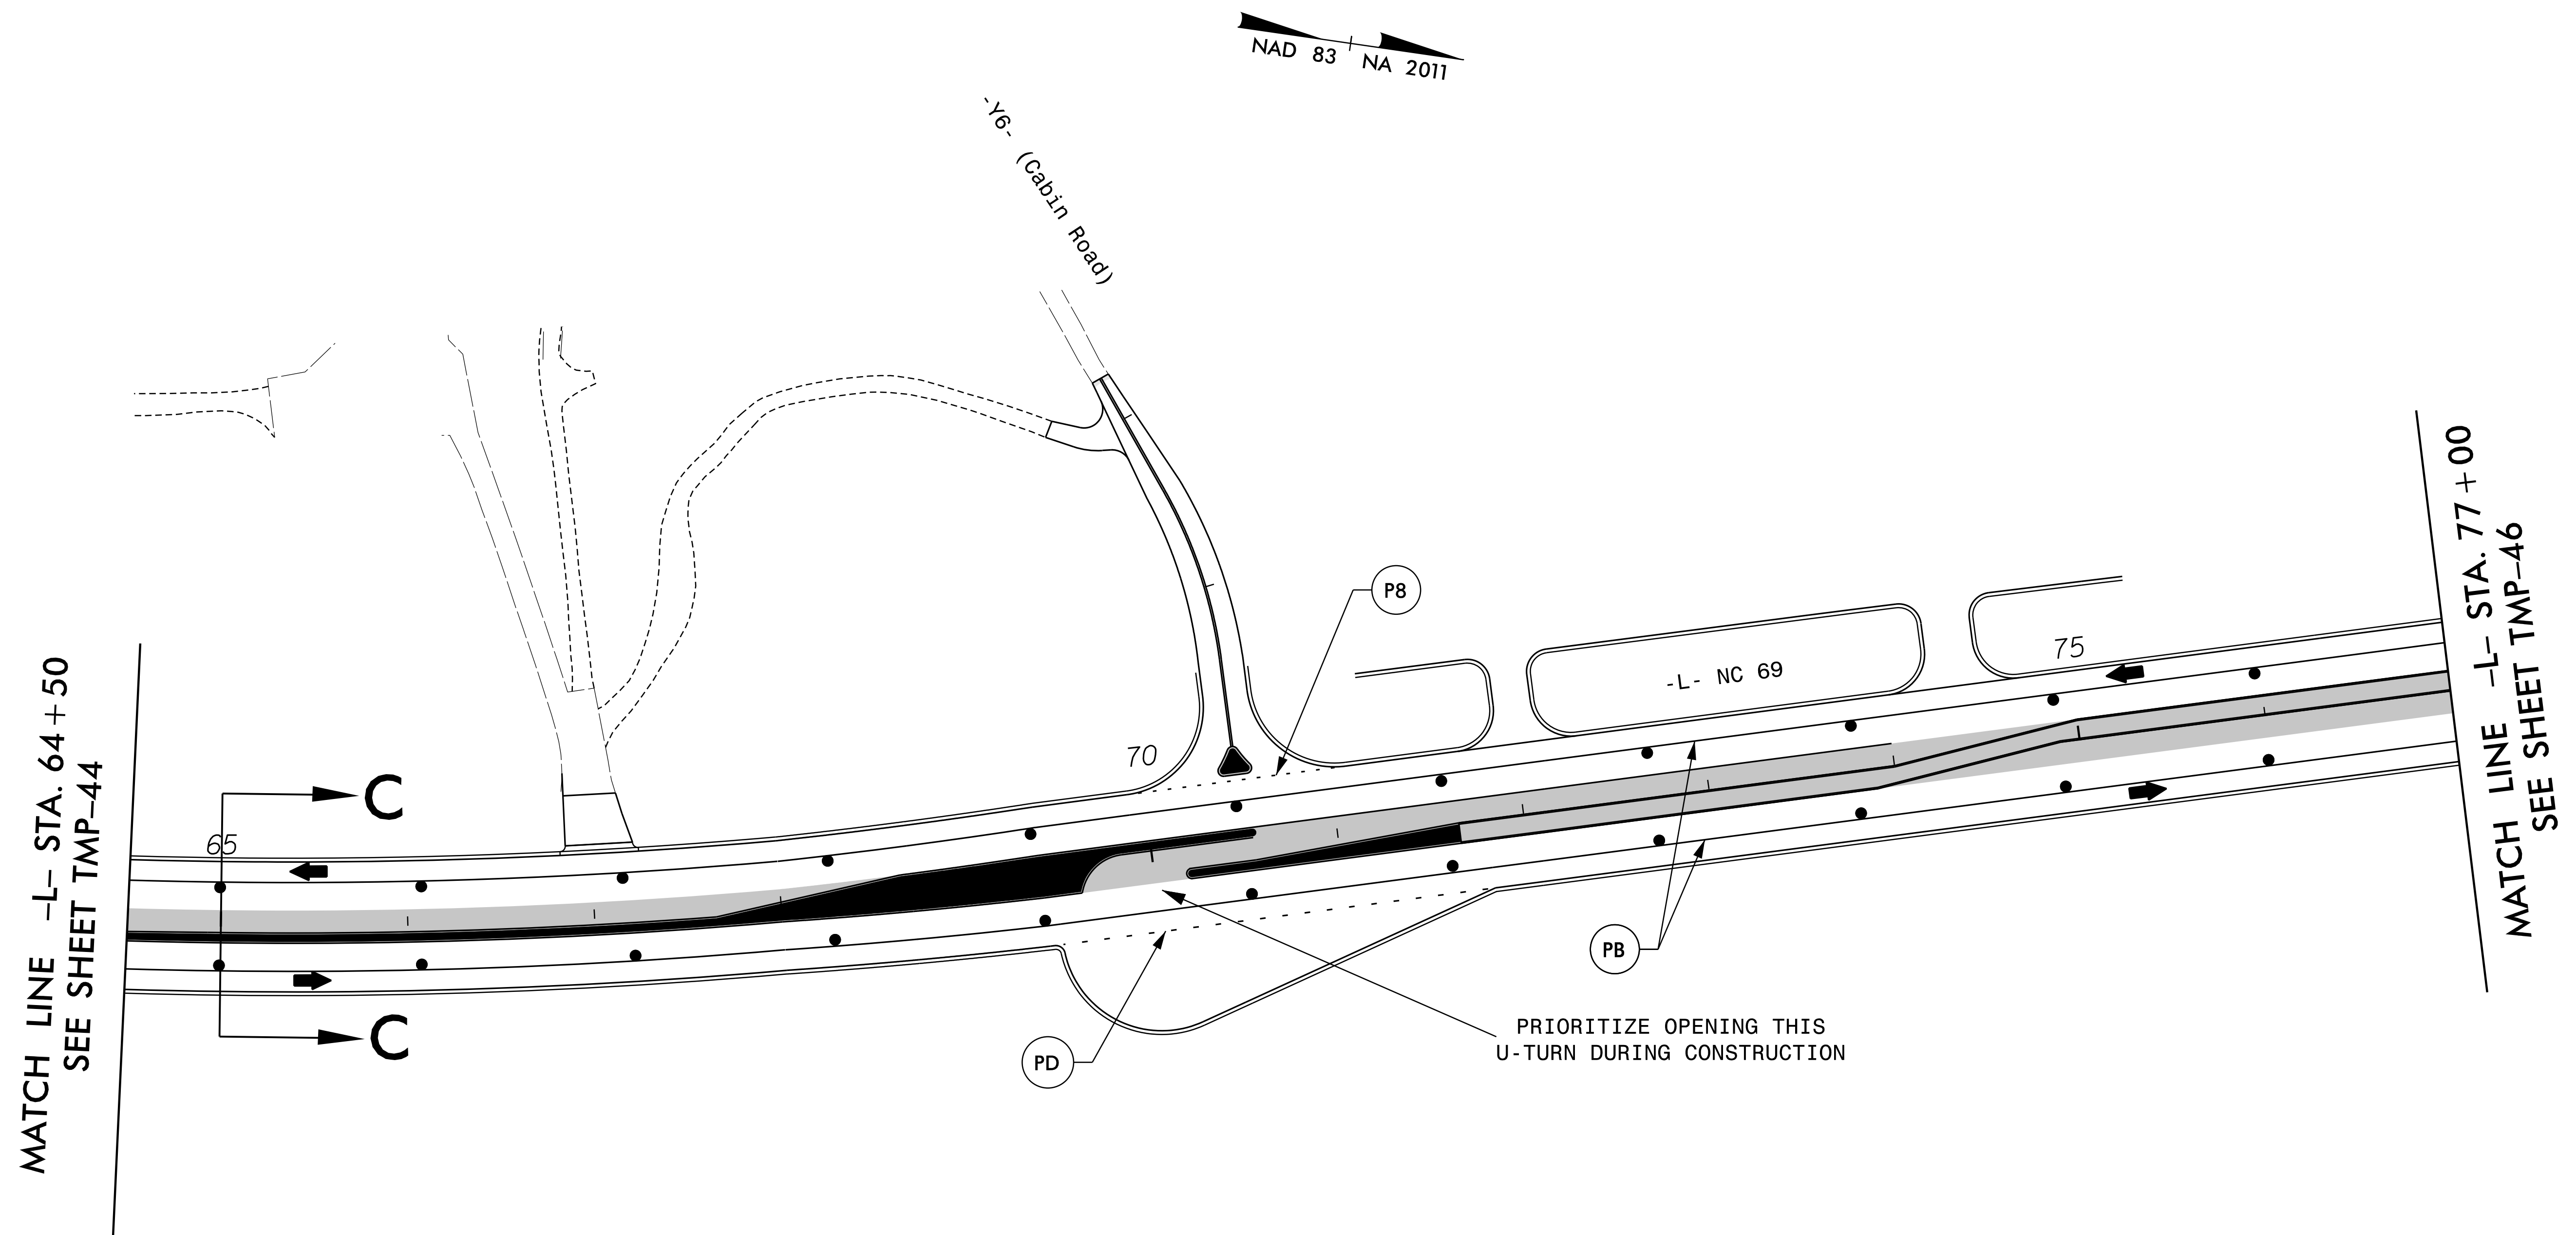 NAD 83 NA 2011
-Y6- (Cabin Road)
P8
-L- NC 69
75
70
65
C
C
PB
PD
PRIORITIZE OPENING THIS
U-TURN DURING CONSTRUCTION
MATCH LINE -L- STA. 64+50
SEE SHEET TMP-44
MATCH LINE -L- STA. 77+00
SEE SHEET TMP-46